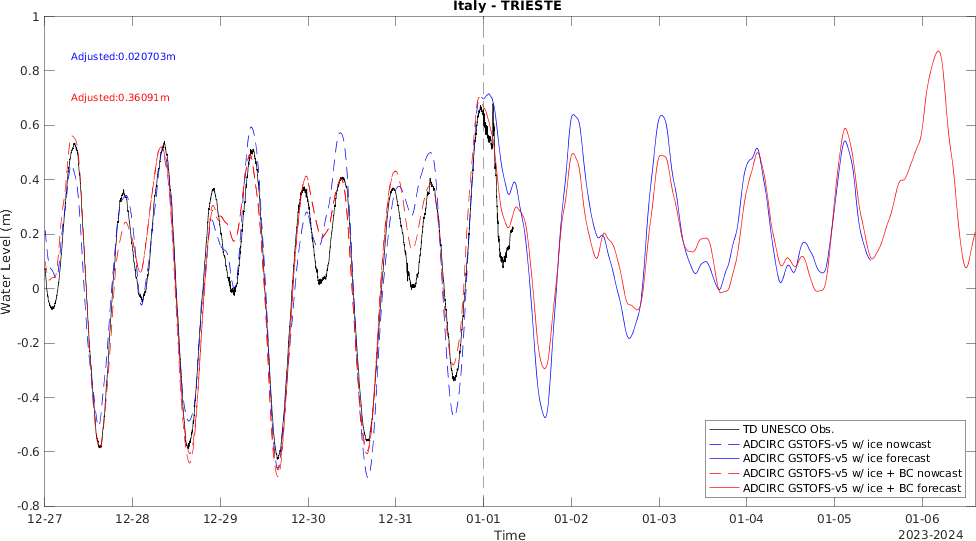 Italy - TRIESTE
Adjusted:0.020703m
Adjusted:0.36091m
Water Level (m)
1
0.8
0.6
0.4
0.2
0
-0.2
-0.4
-0.6
-0.8
TD UNESCO Obs.
ADCIRC GSTOFS-v5 w/ ice nowcast
ADCIRC GSTOFS-v5 w/ ice forecast
ADCIRC GSTOFS-v5 w/ ice + BC nowcast
ADCIRC GSTOFS-v5 w/ ice + BC forecast
12-27 12-28 12-29 12-30 12-31 01-01 01-02 01-03 01-04 01-05 01-06
Time
2023-2024